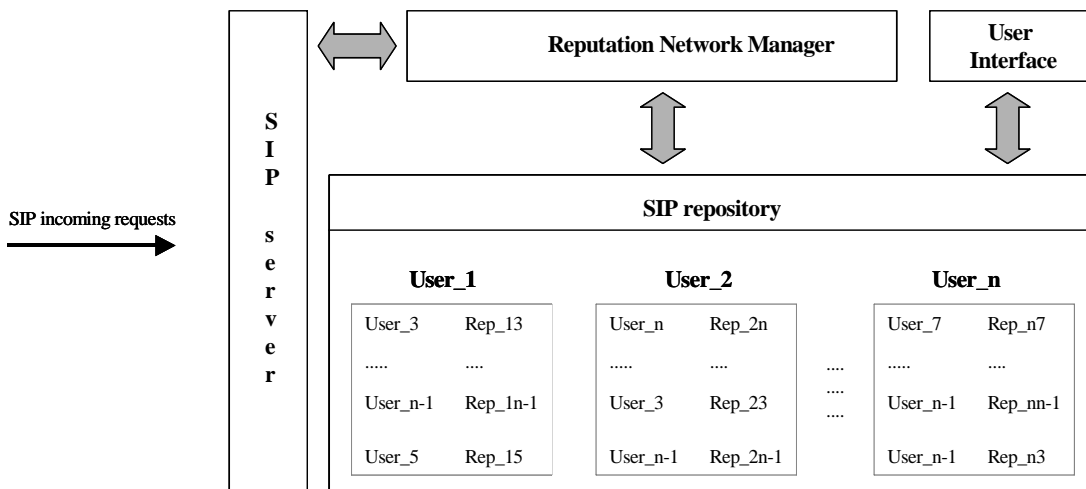 Reputation Network Manager
User
Interface
SIP server
SIP incoming requests
SIP repository
User_1
User_3 Rep_13
..... ....
User_n-1 Rep_1n-1
User_5 Rep_15
User_2
User_n Rep_2n
..... ....
User_3 Rep_23
User_n-1 Rep_2n-1
....
....
....
User_n
User_7 Rep_n7
..... ....
User_n-1 Rep_nn-1
User_n-1 Rep_n3